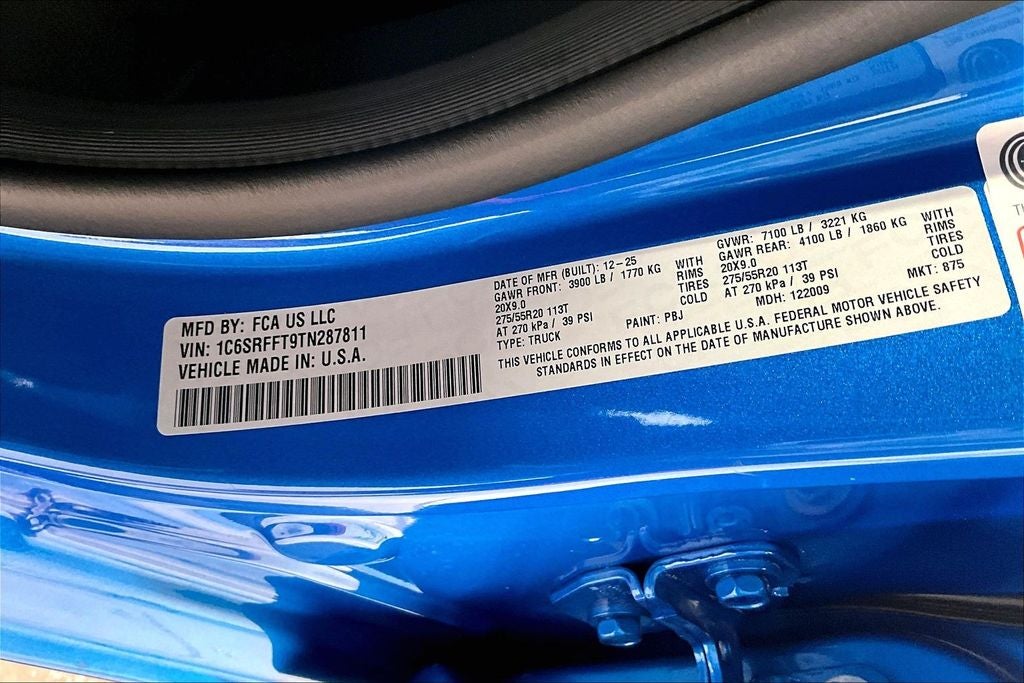 MFD BY: FCA US LLC
VIN: 1C6SRFFT9TN287811
VEHICLE MADE IN: U.S.A.
DATE OF MFR (BUILT): 12-25
GAWR FRONT: 3900 LB / 1770 KG WITH
20X9.0 RIMS
275/55R20 113T TIRES
AT 270 kPa / 39 PSI COLD
TYPE: TRUCK PAINT: PBJ
GVWR: 7100 LB / 3221 KG
GAWR REAR: 4100 LB / 1860 KG WITH
20X9.0 RIMS
275/55R20 113T TIRES
AT 270 kPa / 39 PSI COLD
MDH: 122009 MKT: 875
THIS VEHICLE CONFORMS TO ALL APPLICABLE U.S.A. FEDERAL MOTOR VEHICLE SAFETY
STANDARDS IN EFFECT ON THE DATE OF MANUFACTURE SHOWN ABOVE.